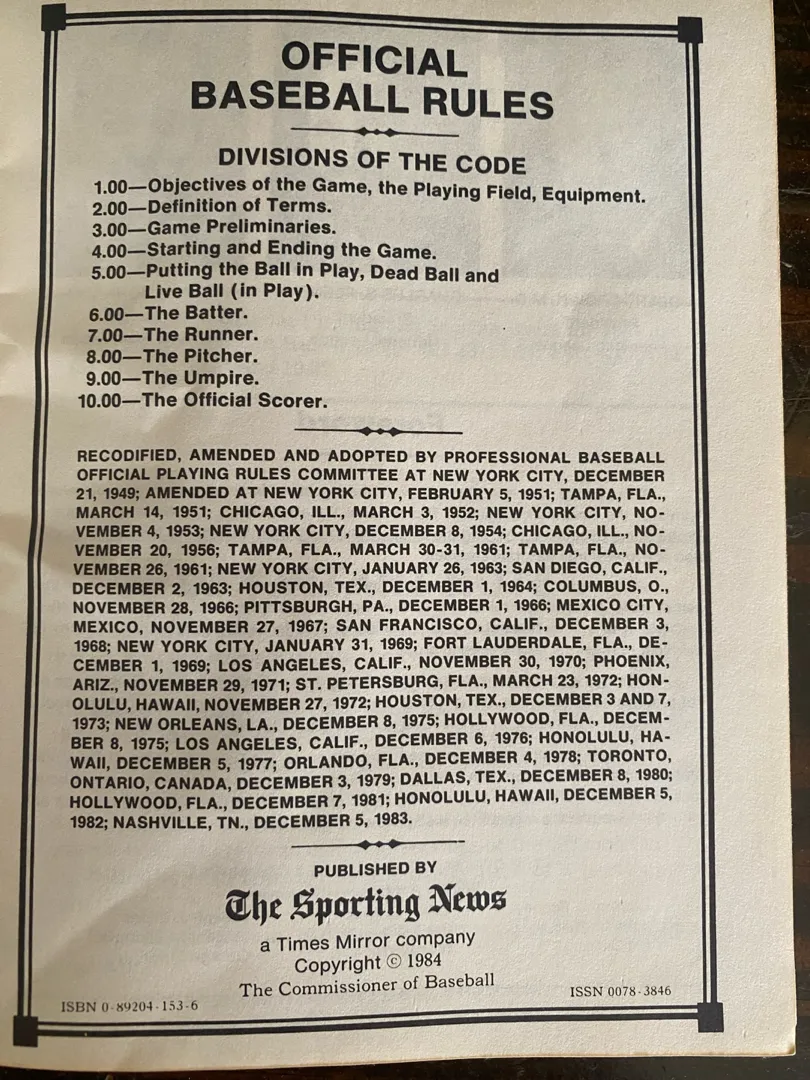 OFFICIAL
BASEBALL RULES
DIVISIONS OF THE CODE
1.00—Objectives of the Game, the Playing Field, Equipment.
2.00—Definition of Terms.
3.00—Game Preliminaries.
4.00—Starting and Ending the Game.
5.00—Putting the Ball in Play, Dead Ball and
Live Ball (in Play).
6.00—The Batter.
7.00—The Runner.
8.00—The Pitcher.
9.00—The Umpire.
10.00—The Official Scorer.
RECODIFIED, AMENDED AND ADOPTED BY PROFESSIONAL BASEBALL
OFFICIAL PLAYING RULES COMMITTEE AT NEW YORK CITY, DECEMBER
21, 1949; AMENDED AT NEW YORK CITY, FEBRUARY 5, 1951; TAMPA, FLA.,
MARCH 14, 1951; CHICAGO, ILL., MARCH 3, 1952; NEW YORK CITY, NO-
VEMBER 4, 1953; NEW YORK CITY, DECEMBER 8, 1954; CHICAGO, ILL., NO-
VEMBER 20, 1956; TAMPA, FLA., MARCH 30-31, 1961; TAMPA, FLA., NO-
VEMBER 26, 1961; NEW YORK CITY, JANUARY 26, 1963; SAN DIEGO, CALIF.,
DECEMBER 2, 1963; HOUSTON, TEX., DECEMBER 1, 1964; COLUMBUS, O.,
NOVEMBER 28, 1966; PITTSBURGH, PA., DECEMBER 1, 1966; MEXICO CITY,
MEXICO, NOVEMBER 27, 1967; SAN FRANCISCO, CALIF., DECEMBER 3,
1968; NEW YORK CITY, JANUARY 31, 1969; FORT LAUDERDALE, FLA., DE-
CEMBER 1, 1969; LOS ANGELES, CALIF., NOVEMBER 30, 1970; PHOENIX,
ARIZ., NOVEMBER 29, 1971; ST. PETERSBURG, FLA., MARCH 23, 1972; HON-
OLULU, HAWAII, NOVEMBER 27, 1972; HOUSTON, TEX., DECEMBER 3 AND 7,
1973; NEW ORLEANS, LA., DECEMBER 8, 1975; HOLLYWOOD, FLA., DECEM-
BER 8, 1975; LOS ANGELES, CALIF., DECEMBER 6, 1976; HONOLULU, HA-
WAII, DECEMBER 5, 1977; ORLANDO, FLA., DECEMBER 4, 1978; TORONTO,
ONTARIO, CANADA, DECEMBER 3, 1979; DALLAS, TEX., DECEMBER 8, 1980;
HOLLYWOOD, FLA., DECEMBER 7, 1981; HONOLULU, HAWAII, DECEMBER 5,
1982; NASHVILLE, TN., DECEMBER 5, 1983.
PUBLISHED BY
The Sporting News
a Times Mirror company
Copyright © 1984
The Commissioner of Baseball
ISBN 0-89204-153-6
ISSN 0078-3846